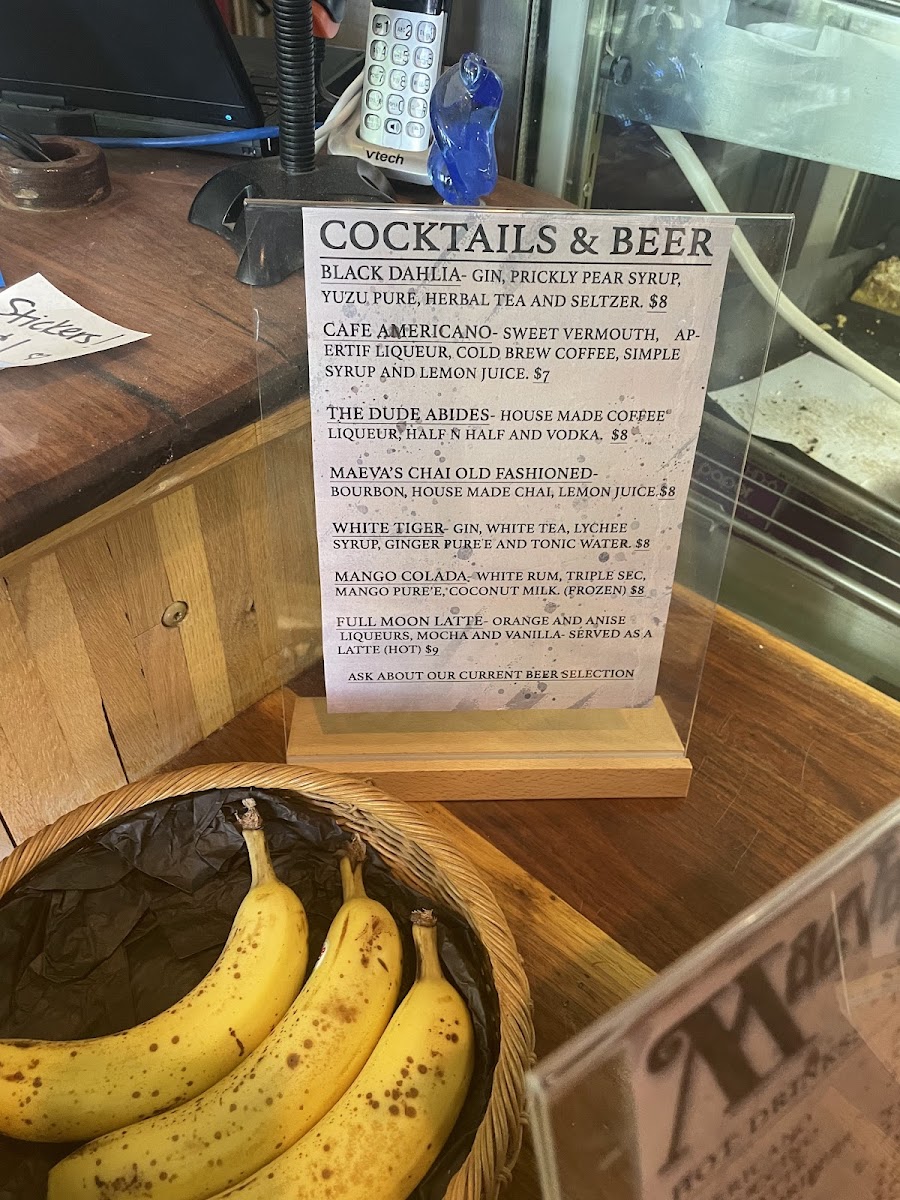 vtech
Stickers!
COCKTAILS & BEER
BLACK DAHLIA- GIN, PRICKLY PEAR SYRUP,
YUZU PURE, HERBAL TEA AND SELTZER. $8
CAFE AMERICANO- SWEET VERMOUTH, AP-
ERTIF LIQUEUR, COLD BREW COFFEE, SIMPLE
SYRUP AND LEMON JUICE. $7
THE DUDE ABIDES- HOUSE MADE COFFEE
LIQUEUR, HALF N HALF AND VODKA. $8
MAEVA'S CHAI OLD FASHIONED-
BOURBON, HOUSE MADE CHAI, LEMON JUICE.$8
WHITE TIGER- GIN, WHITE TEA, LYCHEE
SYRUP, GINGER PURE'E AND TONIC WATER. $8
MANGO COLADA- WHITE RUM, TRIPLE SEC,
MANGO PURE'E, COCONUT MILK. (FROZEN) $8
FULL MOON LATTE- ORANGE AND ANISE
LIQUEURS, MOCHA AND VANILLA- SERVED AS A
LATTE (HOT) $9
ASK ABOUT OUR CURRENT BEER SELECTION
HOT DRINKS